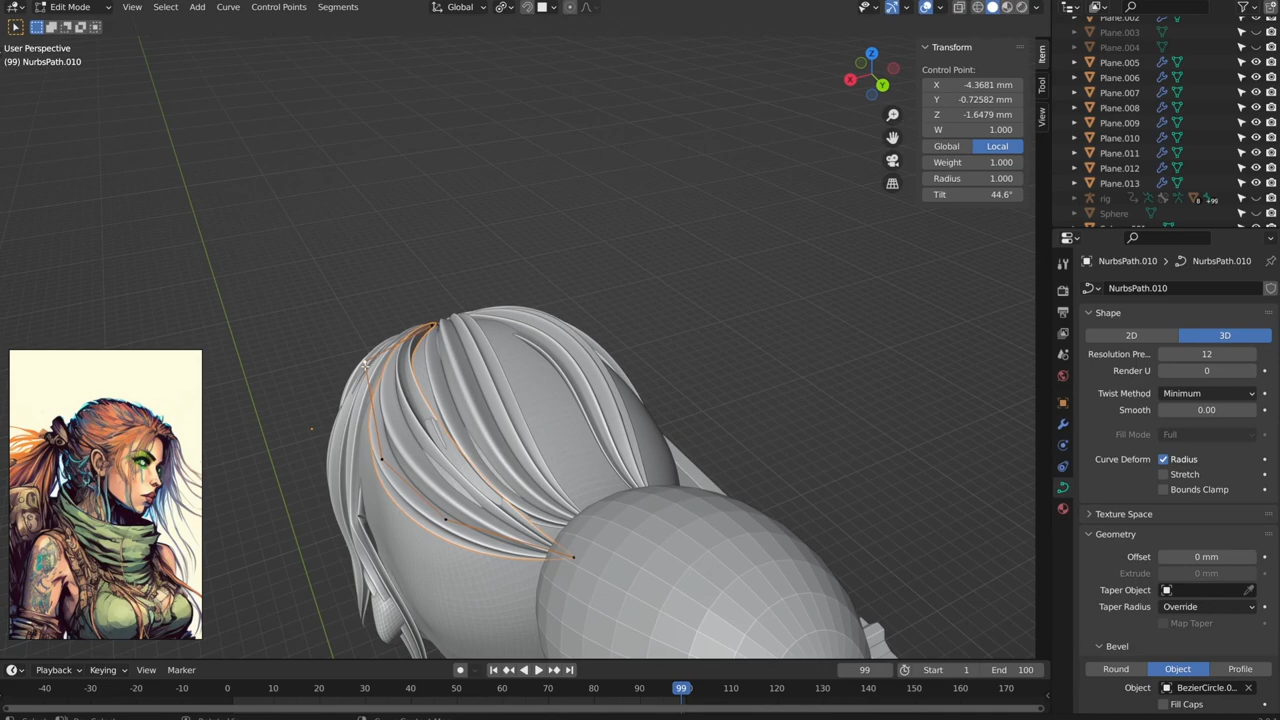 Edit Mode View Select Add Curve Control Points Segments Global
User Perspective
(99) NurbsPath.010
Transform
Control Point:
X -4.3681 mm
Y -0.72582 mm
Z -1.6479 mm
W 1.000
Global Local
Weight 1.000
Radius 1.000
Tilt 44.6°
Item
Tool
View
Z
X
Y
Plane.002
Plane.003
Plane.004
Plane.005
Plane.006
Plane.007
Plane.008
Plane.009
Plane.010
Plane.011
Plane.012
Plane.013
rig 8 +99
Sphere
NurbsPath.010 > NurbsPath.010
NurbsPath.010
Shape
2D 3D
Resolution Pre... 12
Render U 0
Twist Method Minimum
Smooth 0.00
Fill Mode Full
Curve Deform Radius
Stretch
Bounds Clamp
Texture Space
Geometry
Offset 0 mm
Extrude 0 mm
Taper Object
Taper Radius Override
Map Taper
Bevel
Round Object Profile
Object BezierCircle.0...
Fill Caps
Playback Keying View Marker 99 Start 1 End 100
-40 -30 -20 -10 0 10 20 30 40 50 60 70 80 90 99 110 120 130 140 150 160 170